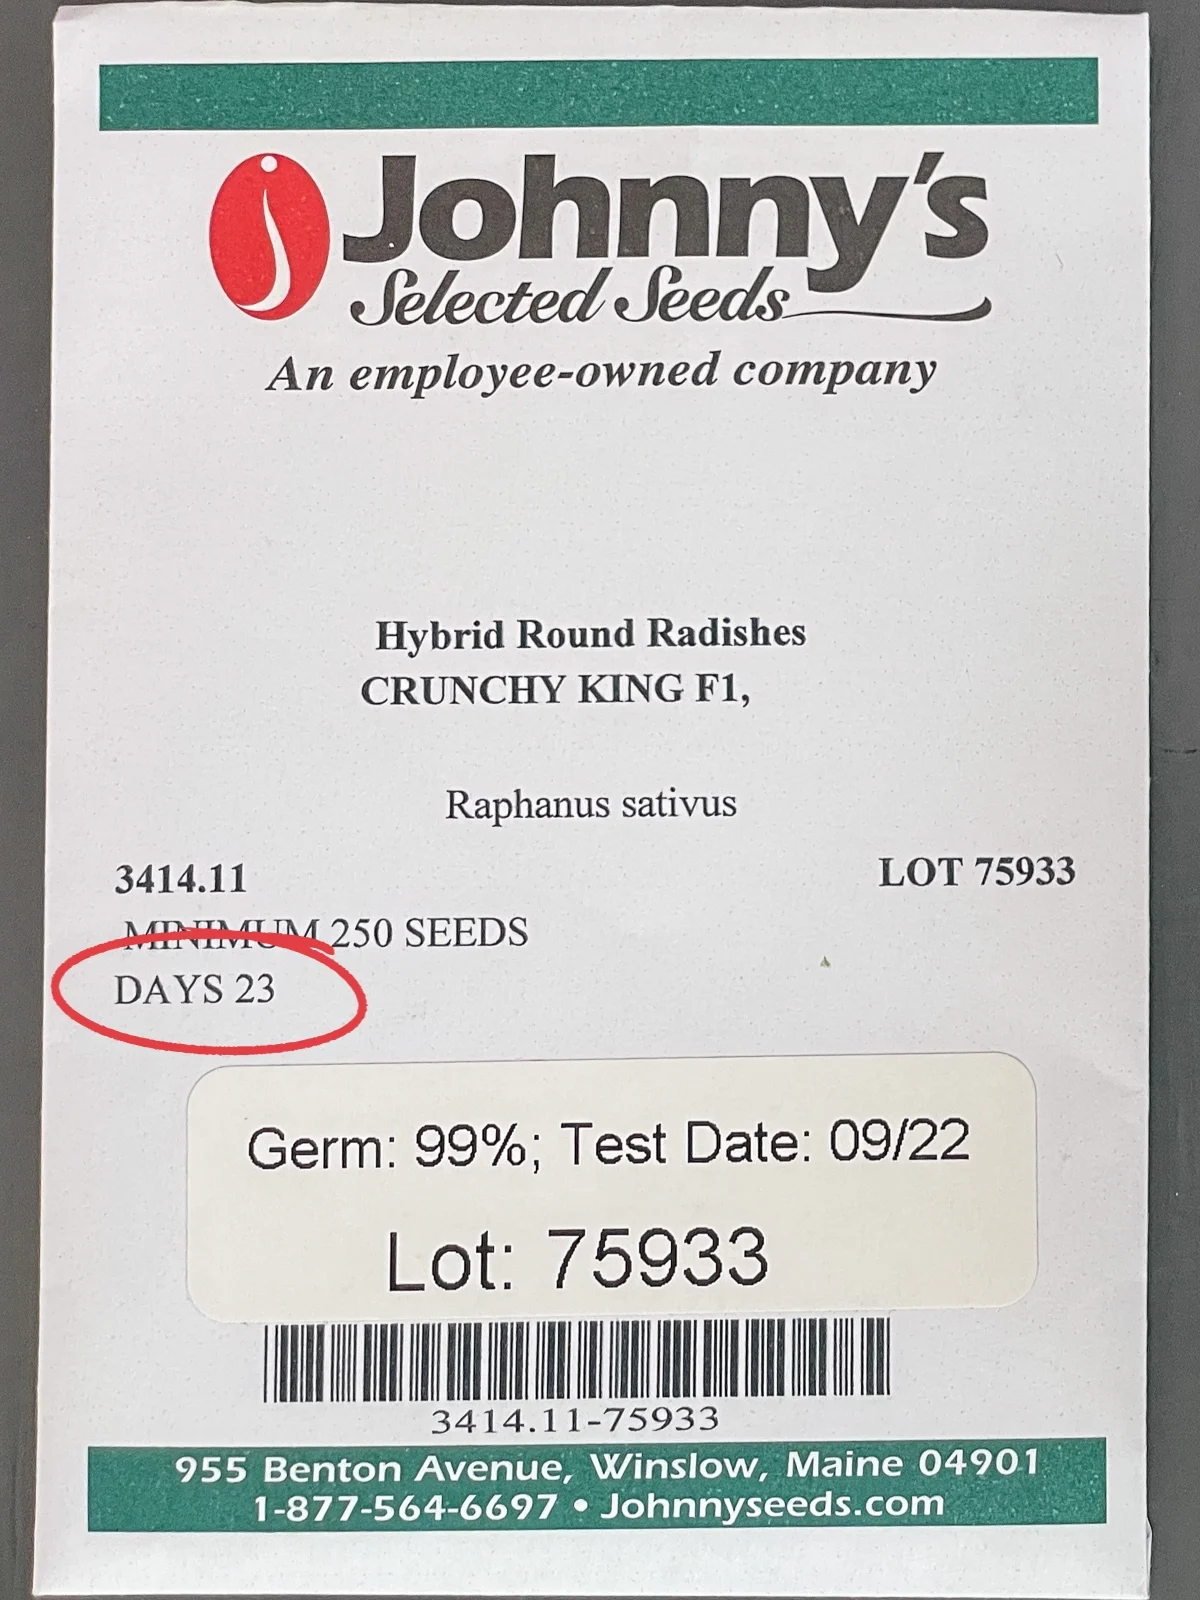 Johnny's
Selected Seeds
An employee-owned company
Hybrid Round Radishes
CRUNCHY KING F1,
Raphanus sativus
3414.11 LOT 75933
MINIMUM 250 SEEDS
DAYS 23
Germ: 99%; Test Date: 09/22
Lot: 75933
3414.11-75933
955 Benton Avenue, Winslow, Maine 04901
1-877-564-6697 • Johnnyseeds.com